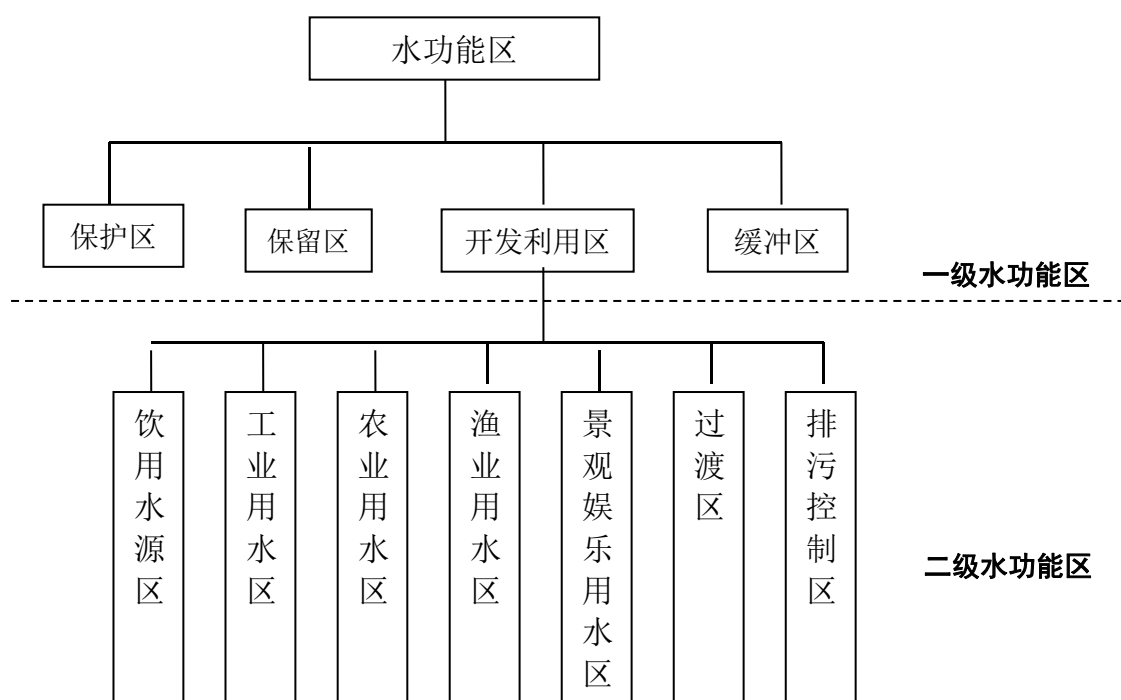 水功能区
保护区
保留区
开发利用区
缓冲区
一级水功能区
饮用水源区
工业用水区
农业用水区
渔业用水区
景观娱乐用水区
过渡区
排污控制区
二级水功能区